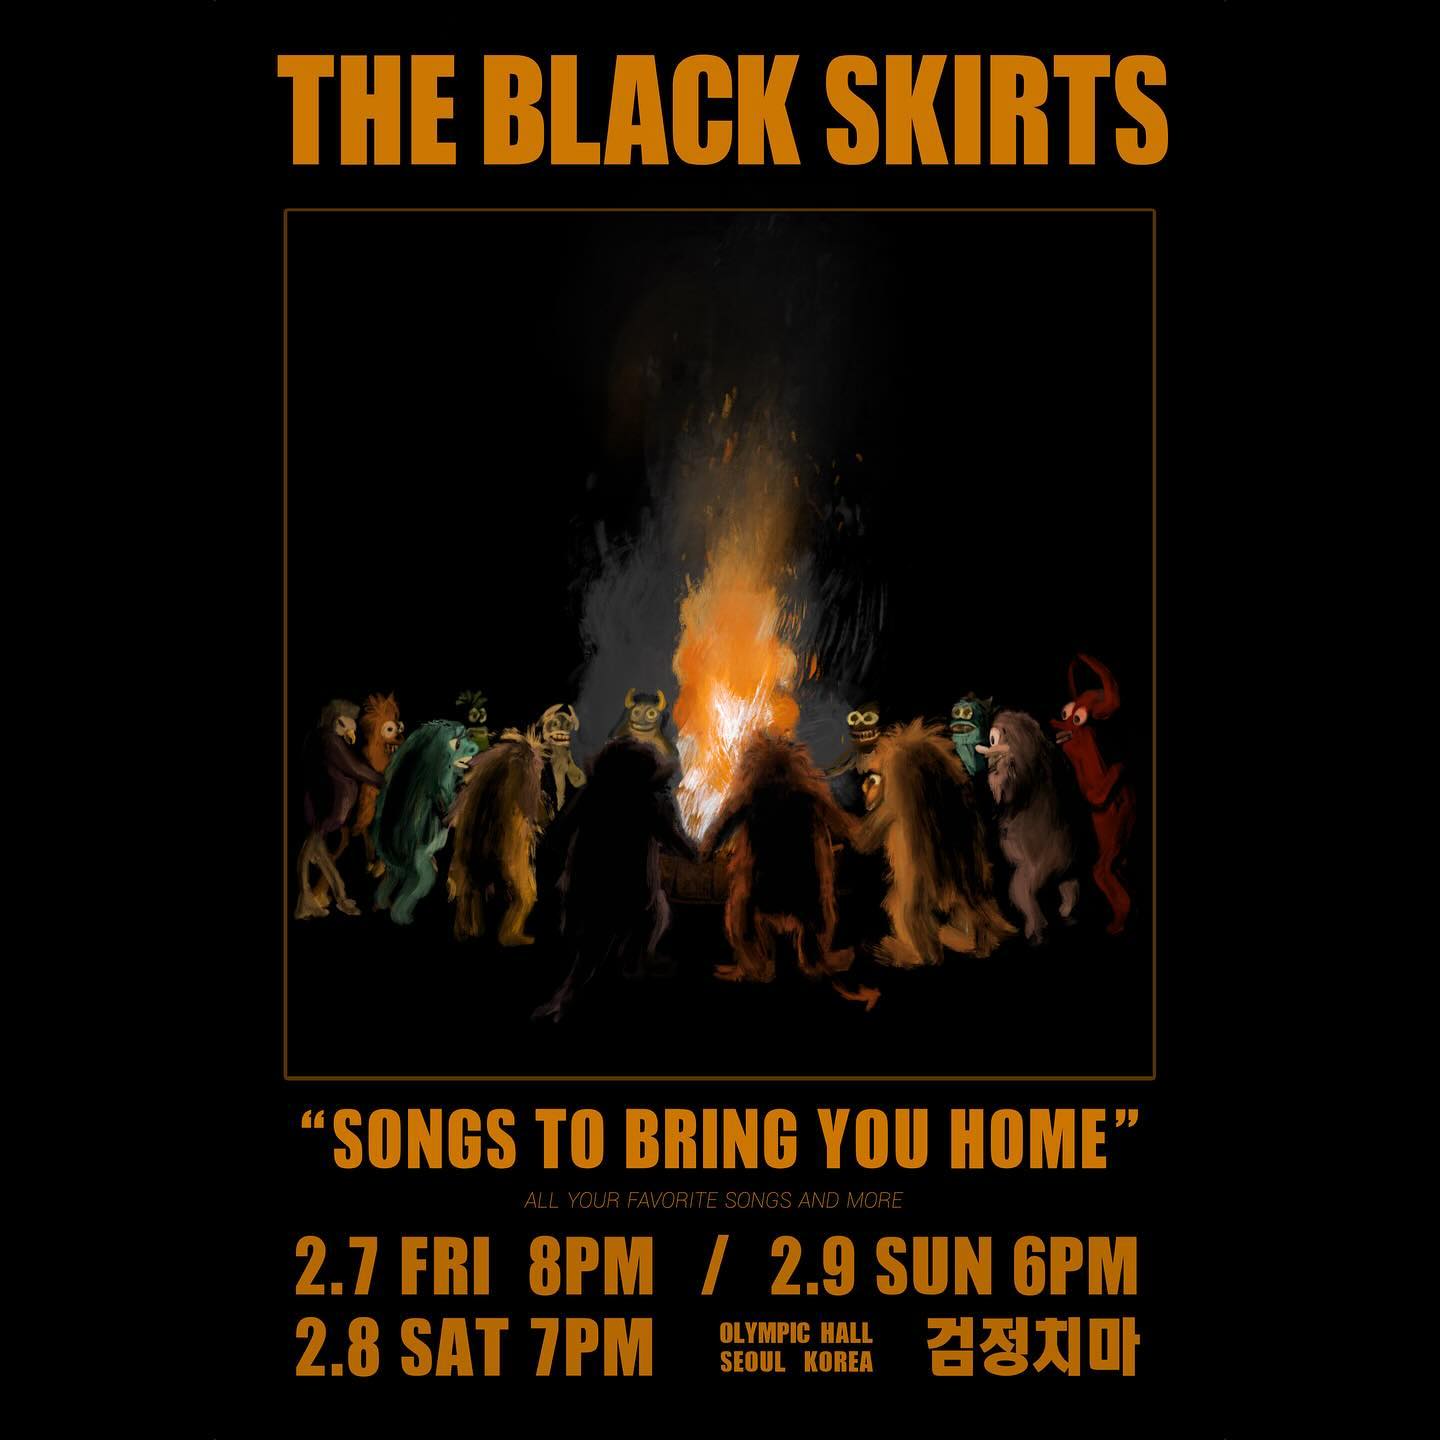 THE BLACK SKIRTS
“SONGS TO BRING YOU HOME”
ALL YOUR FAVORITE SONGS AND MORE
2.7 FRI 8PM / 2.9 SUN 6PM
2.8 SAT 7PM
OLYMPIC HALL
SEOUL KOREA
검정치마